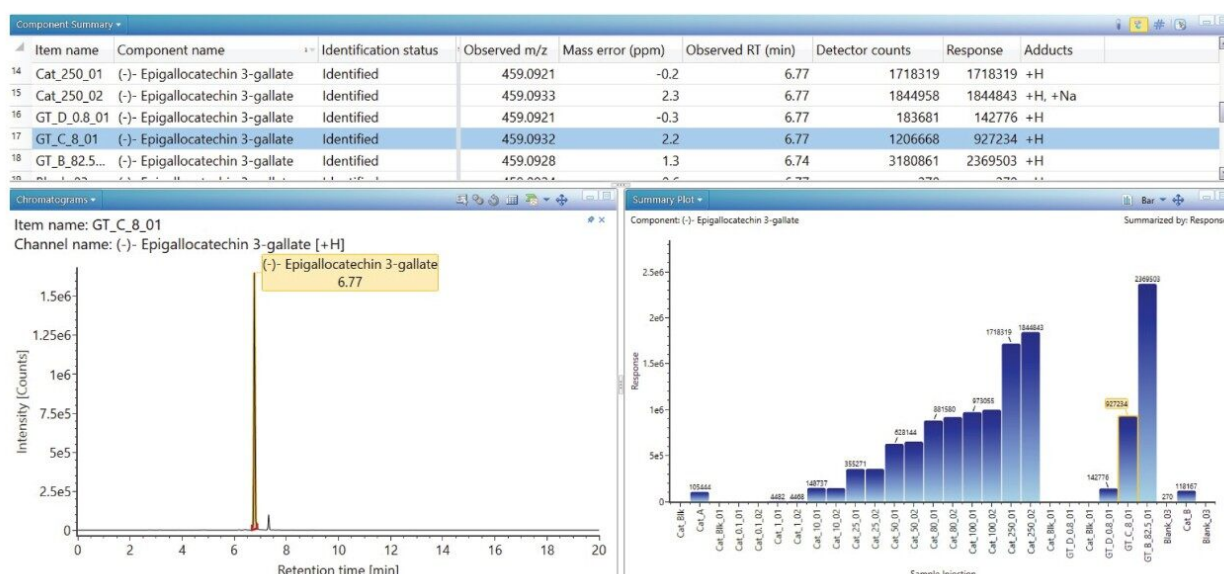 Component Summary
Item name Component name Identification status Observed m/z Mass error (ppm) Observed RT (min) Detector counts Response Adducts
14 Cat_250_01 (-)- Epigallocatechin 3-gallate Identified 459.0921 -0.2 6.77 1718319 1718319 +H
15 Cat_250_02 (-)- Epigallocatechin 3-gallate Identified 459.0933 2.3 6.77 1844958 1844843 +H, +Na
16 GT_D_0.8_01 (-)- Epigallocatechin 3-gallate Identified 459.0921 -0.3 6.77 183681 142776 +H
17 GT_C_8_01 (-)- Epigallocatechin 3-gallate Identified 459.0932 2.2 6.77 1206668 927234 +H
18 GT_B_82.5... (-)- Epigallocatechin 3-gallate Identified 459.0928 1.3 6.74 3180861 2369503 +H
Chromatograms
Item name: GT_C_8_01
Channel name: (-)- Epigallocatechin 3-gallate [+H]
(-)- Epigallocatechin 3-gallate
6.77
Intensity [Counts]
1.5e6
1.25e6
1e6
7.5e5
5e5
2.5e5
0
0 2 4 6 8 10 12 14 16 18 20
Retention time [min]
Summary Plot
Bar
Component: (-)- Epigallocatechin 3-gallate
Summarized by: Response
Response
2.5e6
2e6
1.5e6
1e6
5e5
0
105444
4482
4468
148737
355271
628144
881580
973055
1718319
1844843
142776
927234
2369503
270
118167
Cat_Blk
Cat_A
Cat_Blk_01
Cat_0.1_01
Cat_0.1_02
Cat_1_01
Cat_1_02
Cat_10_01
Cat_10_02
Cat_25_01
Cat_25_02
Cat_50_01
Cat_50_02
Cat_80_01
Cat_80_02
Cat_100_01
Cat_100_02
Cat_250_01
Cat_250_02
Cat_Blk_01
GT_D_0.8_01
Cat_Blk_01
GT_D_0.8_01
GT_C_8_01
GT_B_82.5_01
Blank_03
Cat_B
Blank_03
Sample Injection